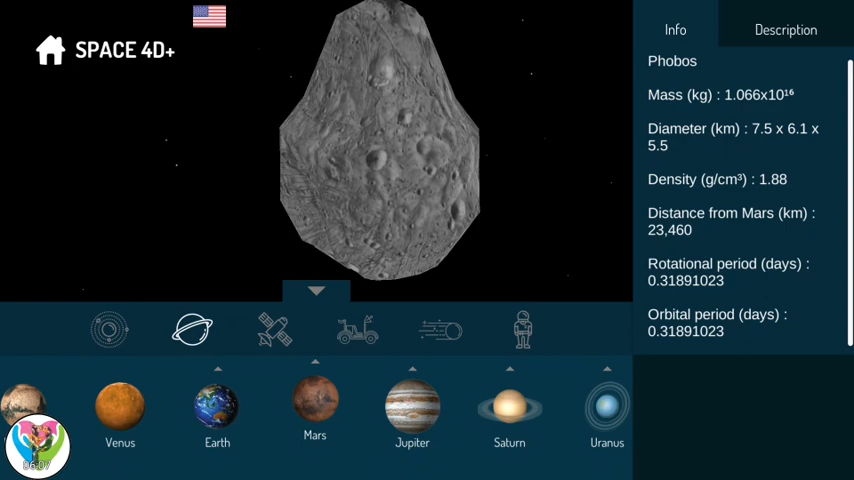 SPACE 4D+
Info
Description
Phobos
Mass (kg) : 1.066x10¹⁶
Diameter (km) : 7.5 x 6.1 x
5.5
Density (g/cm³) : 1.88
Distance from Mars (km) :
23,460
Rotational period (days) :
0.31891023
Orbital period (days) :
0.31891023
Venus
Earth
Mars
Jupiter
Saturn
Uranus
06:07